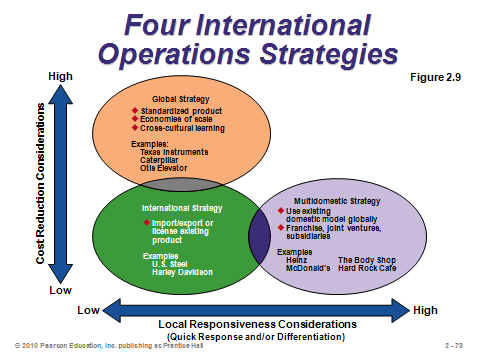 Four International
Operations Strategies
High
Figure 2.9
Cost Reduction Considerations
Global Strategy
Standardized product
Economies of scale
Cross-cultural learning
Examples:
Texas Instruments
Caterpillar
Otis Elevator
International Strategy
Import/export or
license existing
product
Examples
U.S. Steel
Harley Davidson
Multidomestic Strategy
Use existing
domestic model globally
Franchise, joint ventures,
subsidiaries
Examples
Heinz The Body Shop
McDonald's Hard Rock Cafe
Low
Low
High
Local Responsiveness Considerations
(Quick Response and/or Differentiation)
© 2010 Pearson Education, Inc. publishing as Prentice Hall
2 - 78